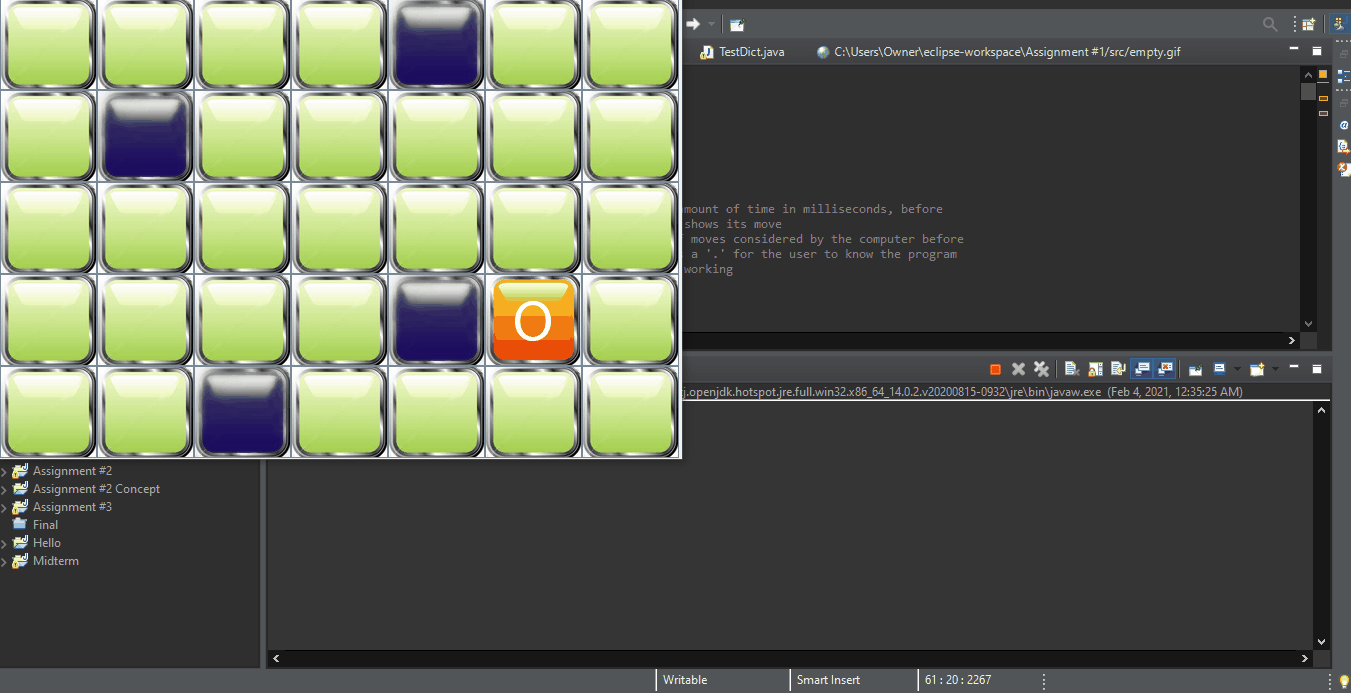 TestDict.java
C:\Users\Owner\eclipse-workspace\Assignment #1/src/empty.gif
amount of time in milliseconds, before
shows its move
moves considered by the computer before
a '.' for the user to know the program
working
O
j.openjdk.hotspot.jre.full.win32.x86_64_14.0.2.v20200815-0932\jre\bin\javaw.exe (Feb 4, 2021, 12:35:25 AM)
Assignment #2
Assignment #2 Concept
Assignment #3
Final
Hello
Midterm
Writable
Smart Insert
61 : 20 : 2267